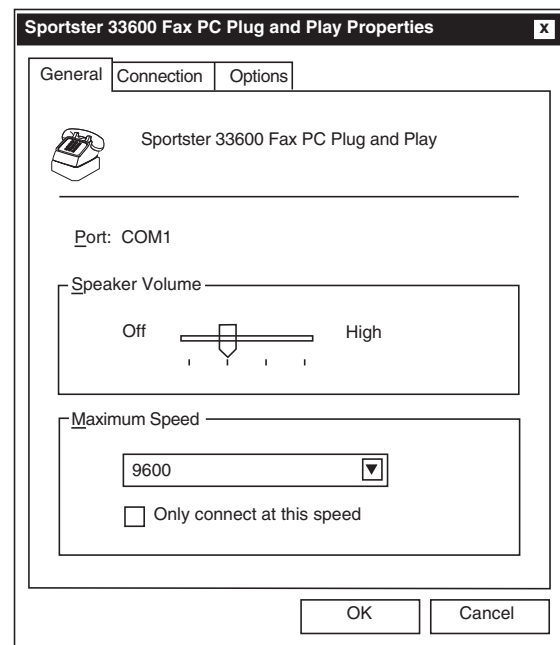 Sportster 33600 Fax PC Plug and Play Properties x
General Connection Options
Sportster 33600 Fax PC Plug and Play
Port: COM1
Speaker Volume
Off High
Maximum Speed
9600
Only connect at this speed
OK Cancel